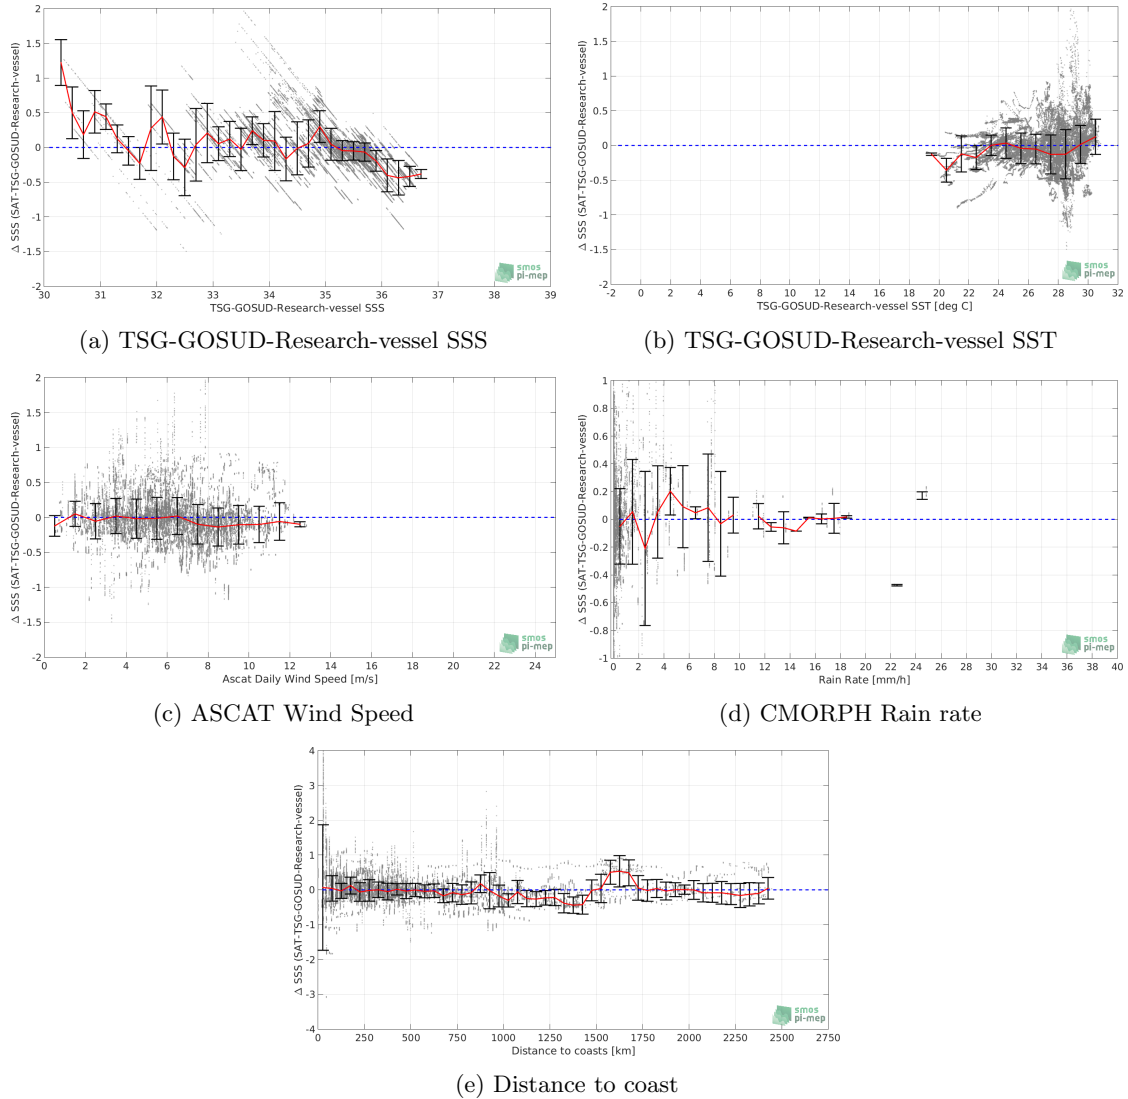 Δ SSS (SAT-TSG-GOSUD-Research-vessel)
2
1.5
1
0.5
0
-0.5
-1
-1.5
-2
30 31 32 33 34 35 36 37 38 39
TSG-GOSUD-Research-vessel SSS
smos
pi-mep
(a) TSG-GOSUD-Research-vessel SSS
Δ SSS (SAT-TSG-GOSUD-Research-vessel)
2
1.5
1
0.5
0
-0.5
-1
-1.5
-2
-2 0 2 4 6 8 10 12 14 16 18 20 22 24 26 28 30 32
TSG-GOSUD-Research-vessel SST [deg C]
smos
pi-mep
(b) TSG-GOSUD-Research-vessel SST
Δ SSS (SAT-TSG-GOSUD-Research-vessel)
2
1.5
1
0.5
0
-0.5
-1
-1.5
-2
0 2 4 6 8 10 12 14 16 18 20 22 24
Ascat Daily Wind Speed [m/s]
smos
pi-mep
(c) ASCAT Wind Speed
Δ SSS (SAT-TSG-GOSUD-Research-vessel)
1
0.8
0.6
0.4
0.2
0
-0.2
-0.4
-0.6
-0.8
-1
0 2 4 6 8 10 12 14 16 18 20 22 24 26 28 30 32 34 36 38 40
Rain Rate [mm/h]
smos
pi-mep
(d) CMORPH Rain rate
Δ SSS (SAT-TSG-GOSUD-Research-vessel)
4
3
2
1
0
-1
-2
-3
-4
0 250 500 750 1000 1250 1500 1750 2000 2250 2500 2750
Distance to coasts [km]
smos
pi-mep
(e) Distance to coast